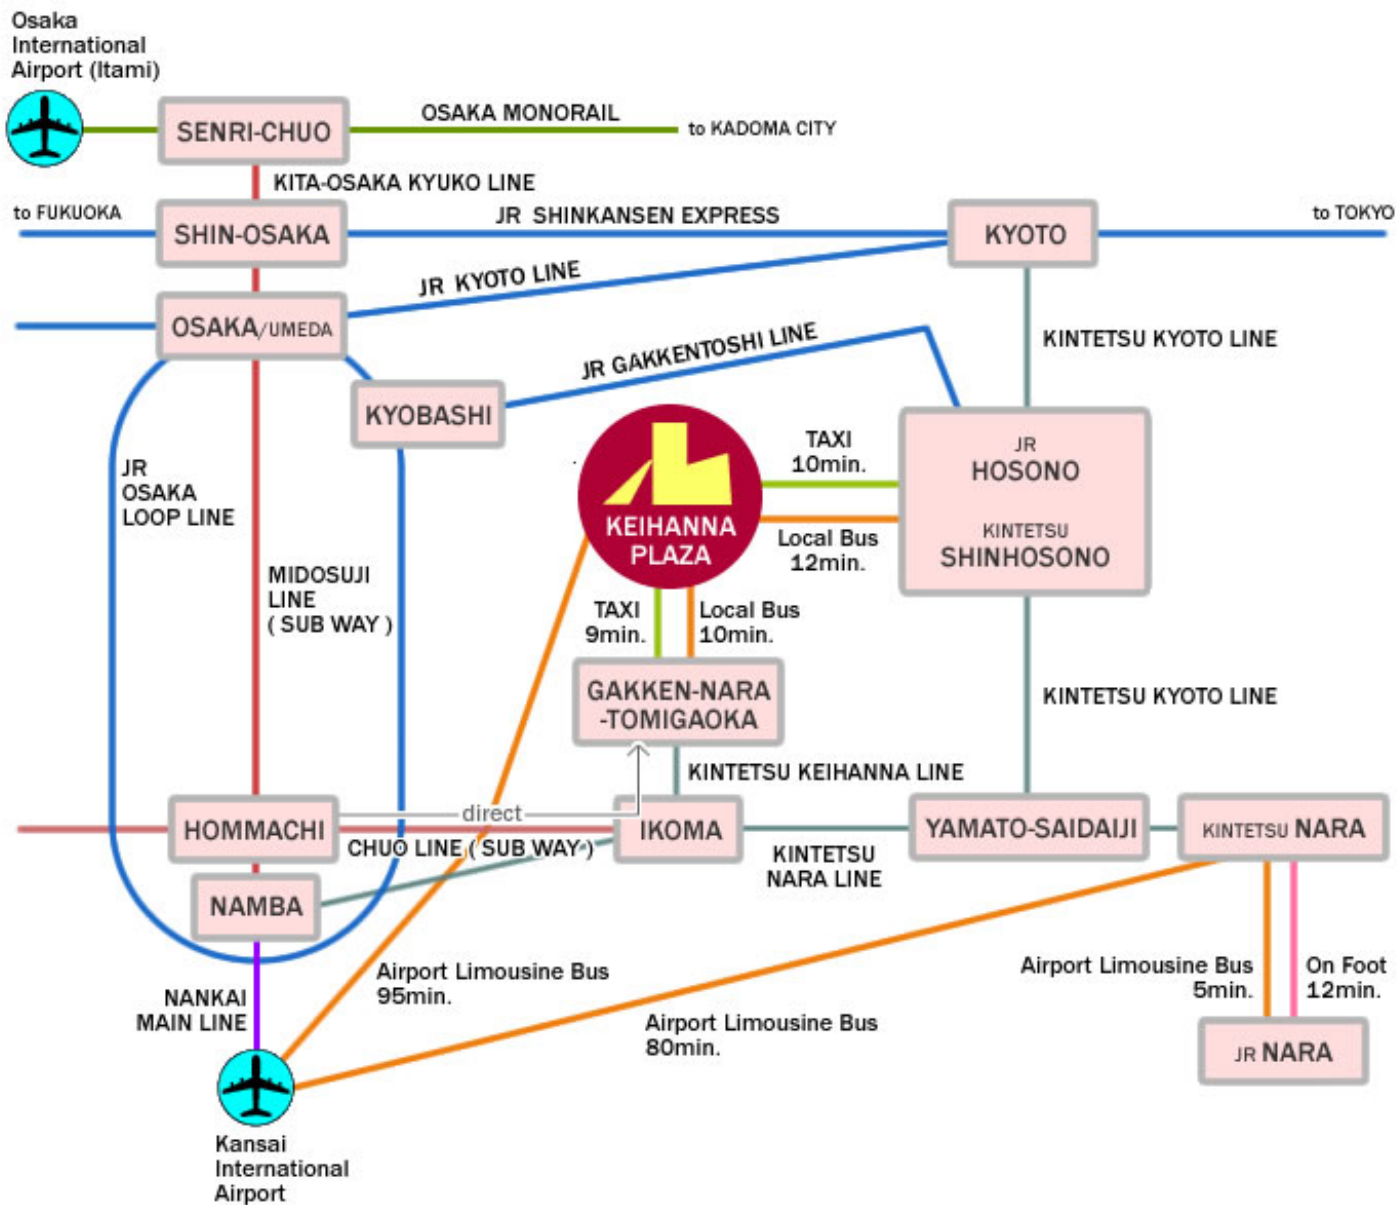 Osaka
International
Airport (Itami)
SENRI-CHUO
OSAKA MONORAIL
to KADOMA CITY
KITA-OSAKA KYUKO LINE
to FUKUOKA
SHIN-OSAKA
JR SHINKANSEN EXPRESS
KYOTO
to TOKYO
JR KYOTO LINE
OSAKA/UMEDA
KINTETSU KYOTO LINE
JR GAKKENTOSHI LINE
KYOBASHI
JR
OSAKA
LOOP LINE
TAXI
10min.
JR
HOSONO
KEIHANNA
PLAZA
Local Bus
12min.
KINTETSU
SHINHOSONO
MIDOSUJI
LINE
( SUB WAY )
TAXI
9min.
Local Bus
10min.
GAKKEN-NARA
-TOMIGAOKA
KINTETSU KYOTO LINE
KINTETSU KEIHANNA LINE
direct
HOMMACHI
CHUO LINE ( SUB WAY )
IKOMA
KINTETSU
NARA LINE
YAMATO-SAIDAIJI
KINTETSU NARA
NAMBA
Airport Limousine Bus
95min.
Airport Limousine Bus
5min.
On Foot
12min.
NANKAI
MAIN LINE
Airport Limousine Bus
80min.
JR NARA
Kansai
International
Airport